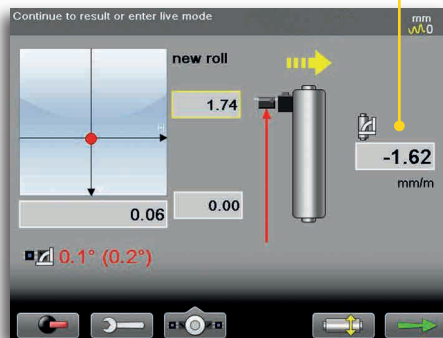 Continue to result or enter live mode
mm
0
new roll
1.74
-1.62
mm/m
0.06
0.00
0.1° (0.2°)